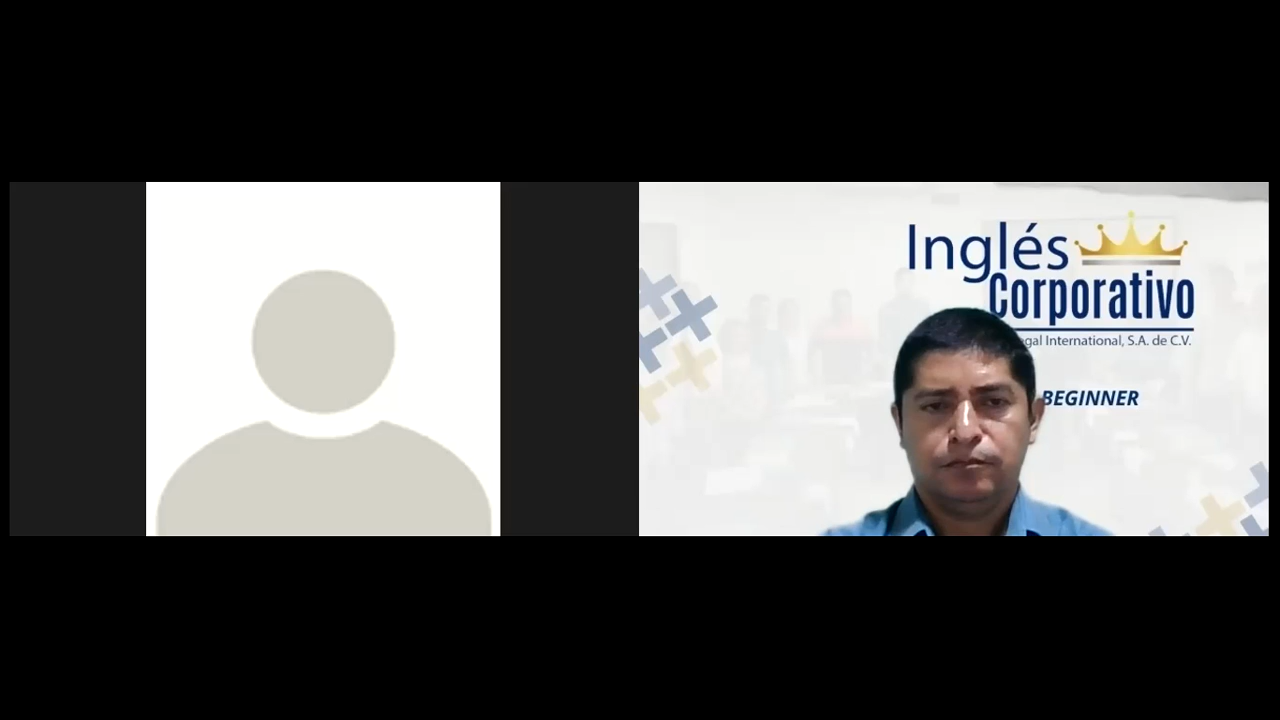 Inglés
Corporativo
International, S.A. de C.V.
BEGINNER